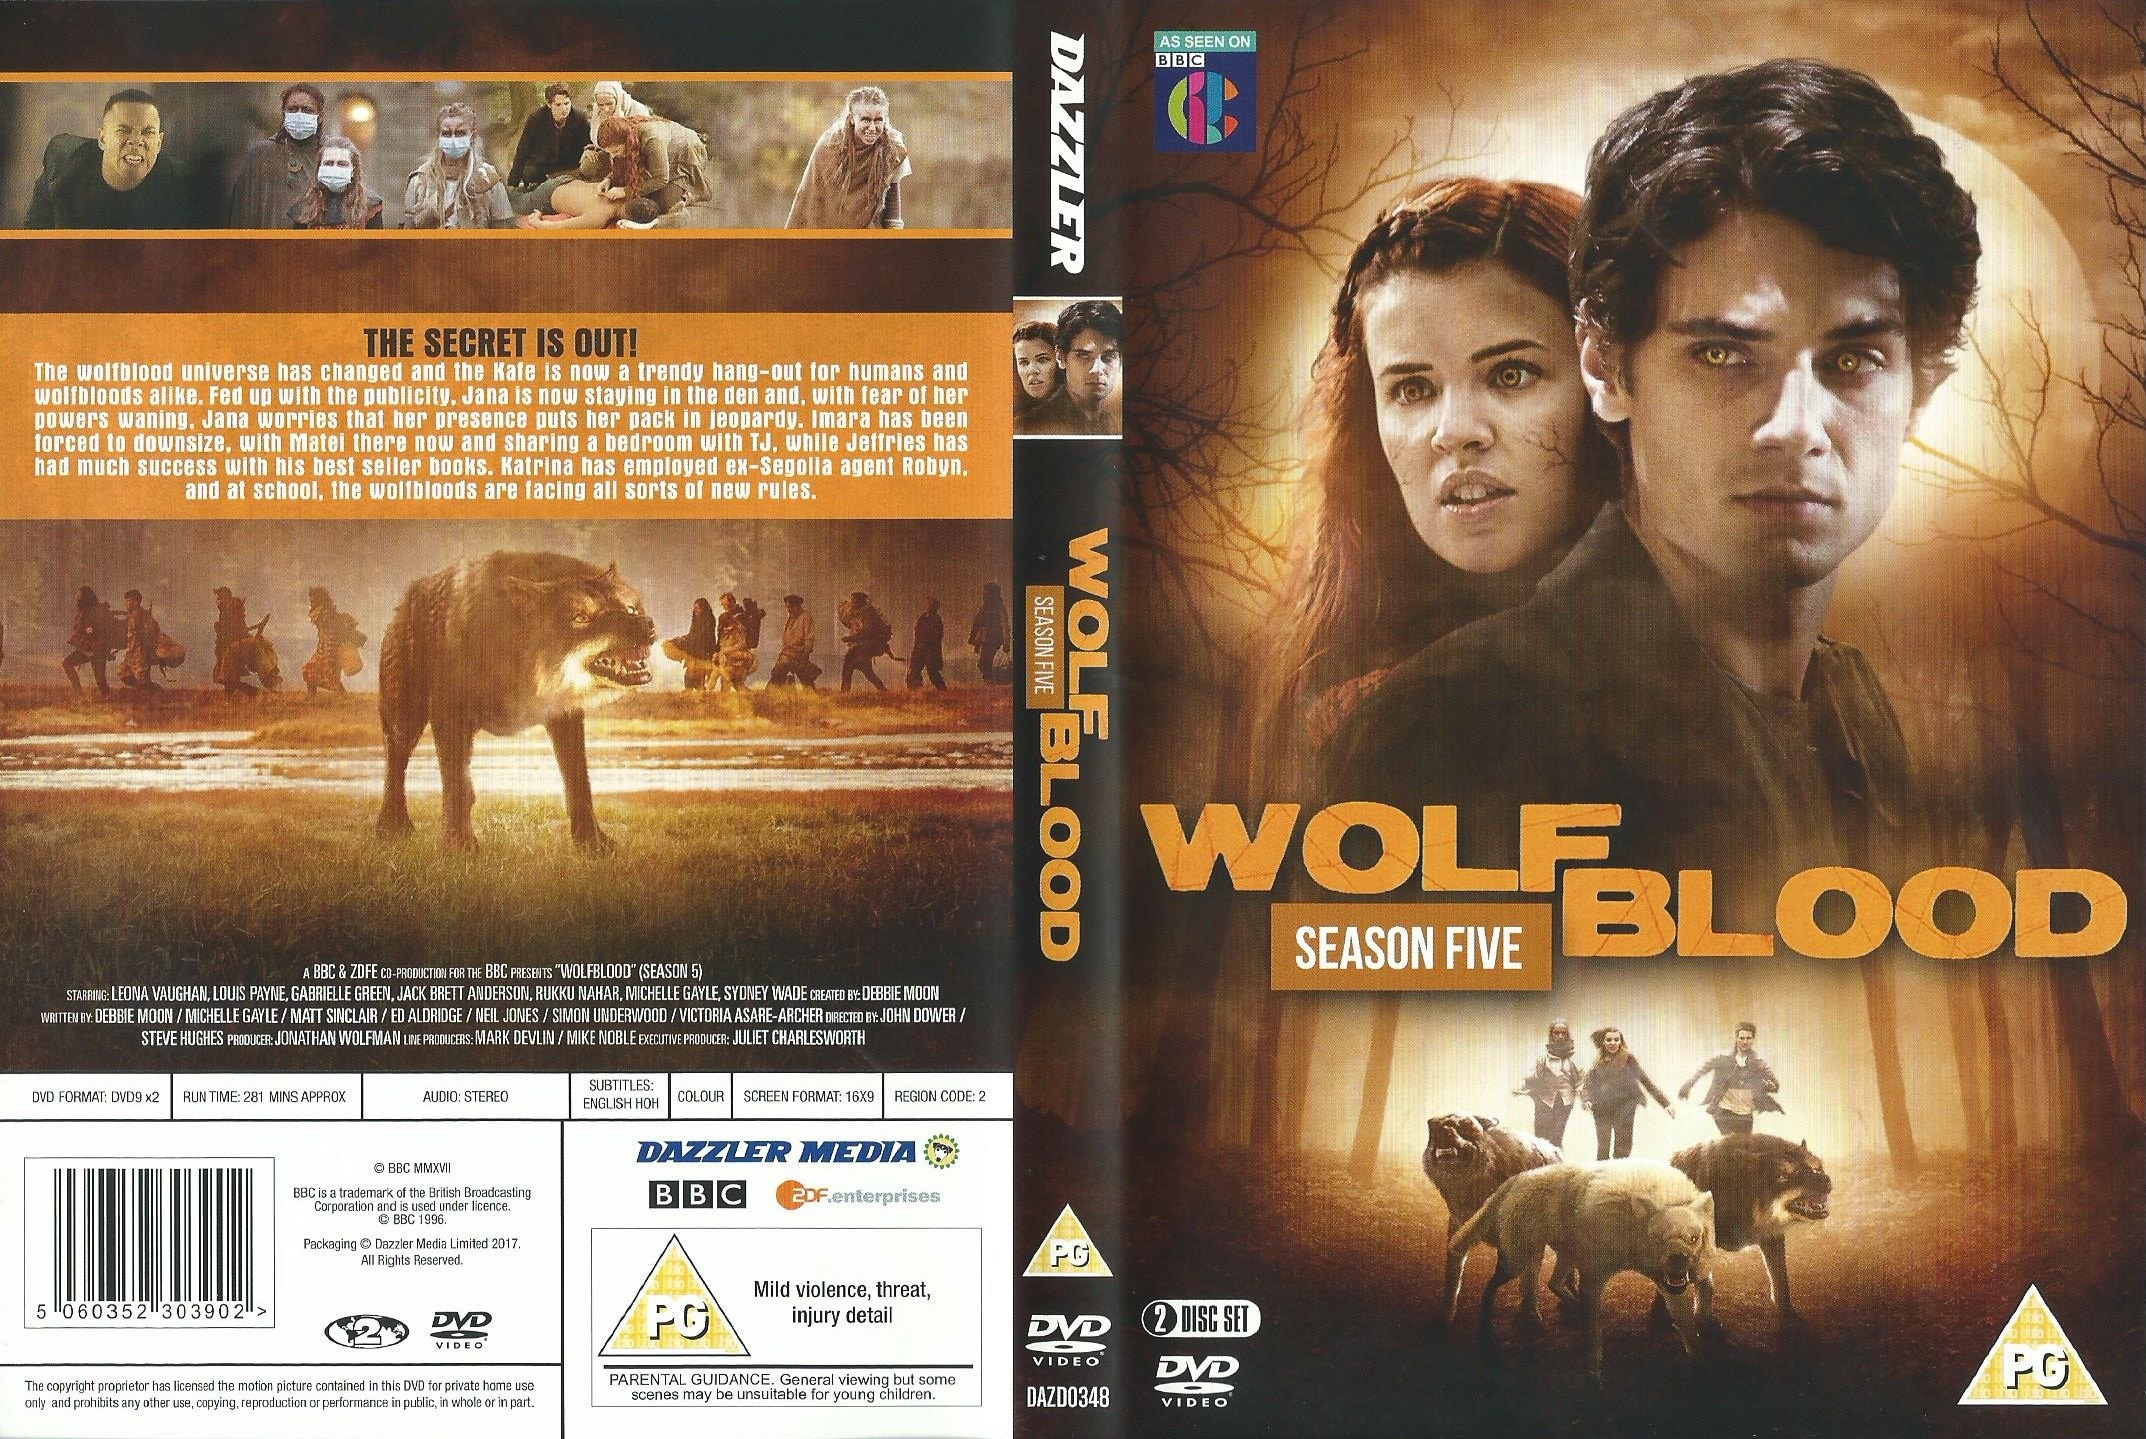 THE SECRET IS OUT!
The wolfblood universe has changed and the Kafe is now a trendy hang-out for humans and
wolfbloods alike. Fed up with the publicity, Jana is now staying in the den and, with fear of her
powers waning, Jana worries that her presence puts her pack in jeopardy. Imara has been
forced to downsize, with Matei there now and sharing a bedroom with TJ, while Jeffries has
had much success with his best seller books. Katrina has employed ex-Segolia agent Robyn,
and at school, the wolfbloods are facing all sorts of new rules.
A BBC & ZDFE CO-PRODUCTION FOR THE BBC PRESENTS "WOLFBLOOD" (SEASON 5)
STARRING: LEONA VAUGHAN, LOUIS PAYNE, GABRIELLE GREEN, JACK BRETT ANDERSON, RUKKU NAHAR, MICHELLE GAYLE, SYDNEY WADE CREATED BY: DEBBIE MOON
WRITTEN BY: DEBBIE MOON / MICHELLE GAYLE / MATT SINCLAIR / ED ALDRIDGE / NEIL JONES / SIMON UNDERWOOD / VICTORIA ASARE-ARCHER DIRECTED BY: JOHN DOWER /
STEVE HUGHES PRODUCER: JONATHAN WOLFMAN LINE PRODUCERS: MARK DEVLIN / MIKE NOBLE EXECUTIVE PRODUCER: JULIET CHARLESWORTH
DVD FORMAT: DVD9 x2
RUN TIME: 281 MINS APPROX
AUDIO: STEREO
SUBTITLES:
ENGLISH HOH
COLOUR
SCREEN FORMAT: 16X9
REGION CODE: 2
5 060352 303902 >
© BBC MMXVII
BBC is a trademark of the British Broadcasting
Corporation and is used under licence.
© BBC 1996.
Packaging © Dazzler Media Limited 2017.
All Rights Reserved.
2
DVD
VIDEO
The copyright proprietor has licensed the motion picture contained in this DVD for private home use
only and prohibits any other use, copying, reproduction or performance in public, in whole or in part.
DAZZLER MEDIA
BBC
ZDF.enterprises
PG
Mild violence, threat,
injury detail
PARENTAL GUIDANCE. General viewing but some
scenes may be unsuitable for young children.
DAZZLER
WOLFBLOOD
SEASON FIVE
PG
DVD
VIDEO
DAZD0348
AS SEEN ON
BBC
WOLF
BLOOD
SEASON FIVE
2 DISC SET
DVD
VIDEO
PG